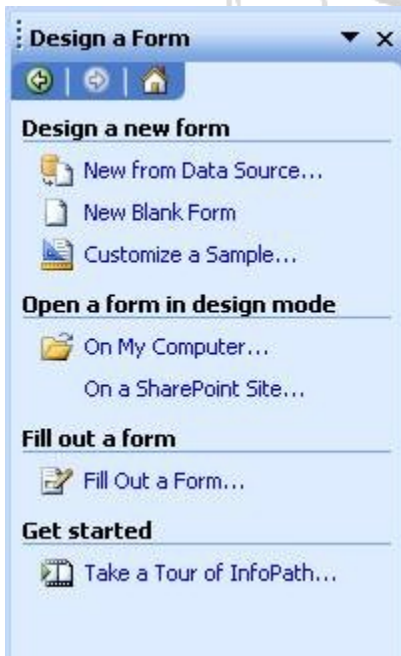 Design a Form
Design a new form
New from Data Source...
New Blank Form
Customize a Sample...
Open a form in design mode
On My Computer...
On a SharePoint Site...
Fill out a form
Fill Out a Form...
Get started
Take a Tour of InfoPath...